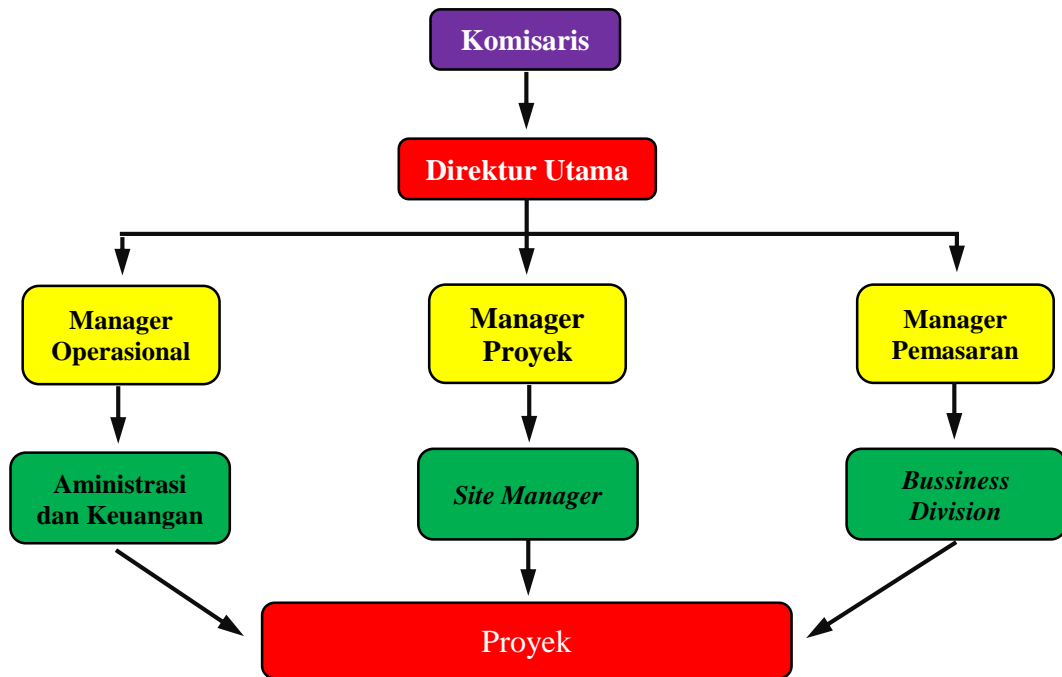 Komisaris
Direktur Utama
Manager
Operasional
Manager
Proyek
Manager
Pemasaran
Aministrasi
dan Keuangan
Site Manager
Bussiness
Division
Proyek